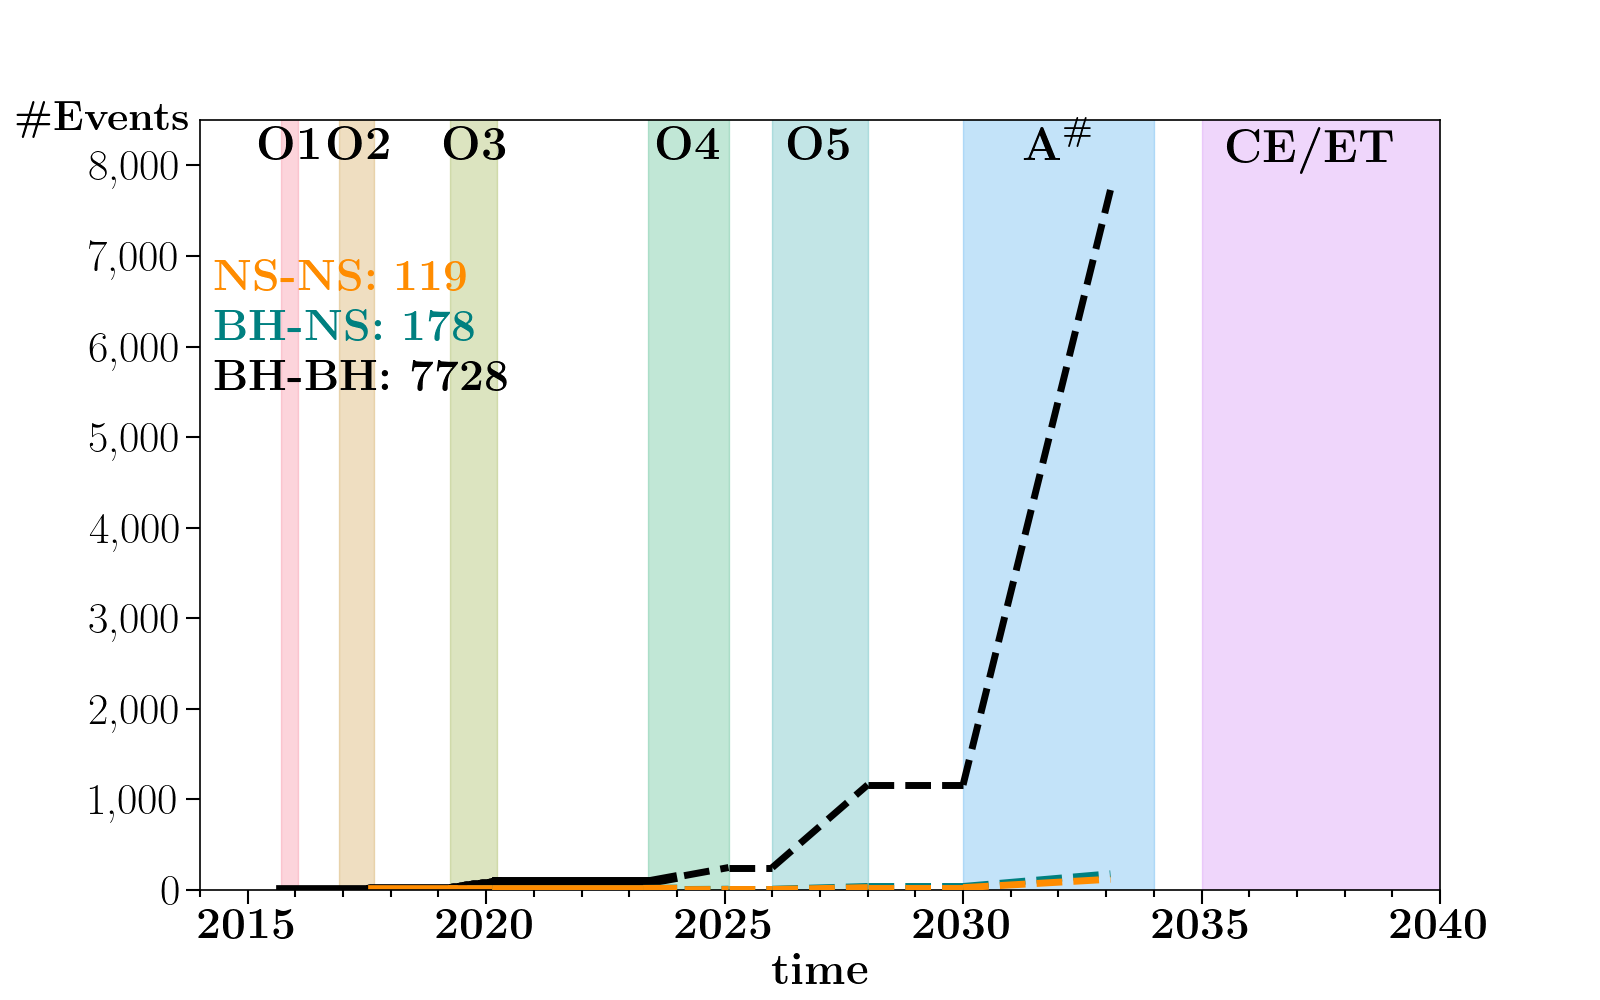 #Events
O1 O2 O3 O4 O5 A# CE/ET
8,000
7,000
NS-NS: 119
BH-NS: 178
6,000
BH-BH: 7728
5,000
4,000
3,000
2,000
1,000
0
2015 2020 2025 2030 2035 2040
time